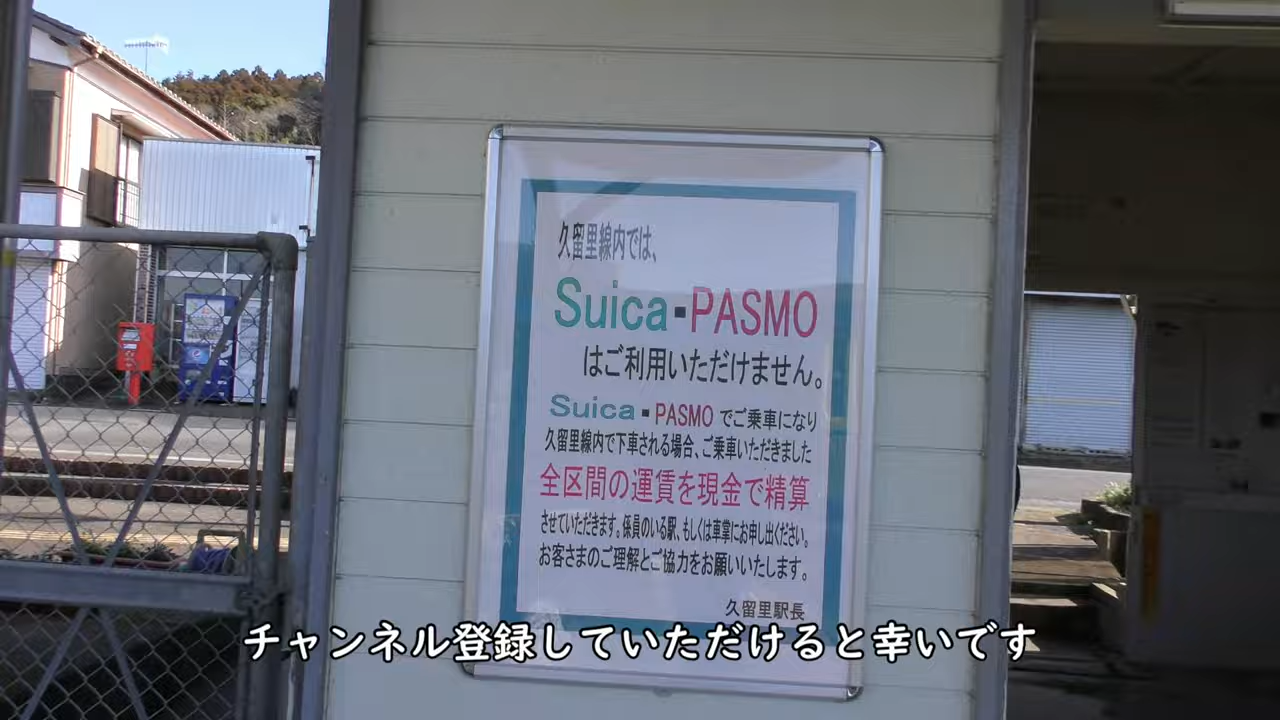 久留里線内では、
Suica▪PASMO
はご利用いただけません。
Suica▪PASMO でご乗車になり
久留里線内で下車される場合、ご乗車いただきました
全区間の運賃を現金で精算
させていただきます。係員のいる駅、もしくは車掌にお申し出ください。
お客さまのご理解とご協力をお願いいたします。
久留里駅長
チャンネル登録していただけると幸いです